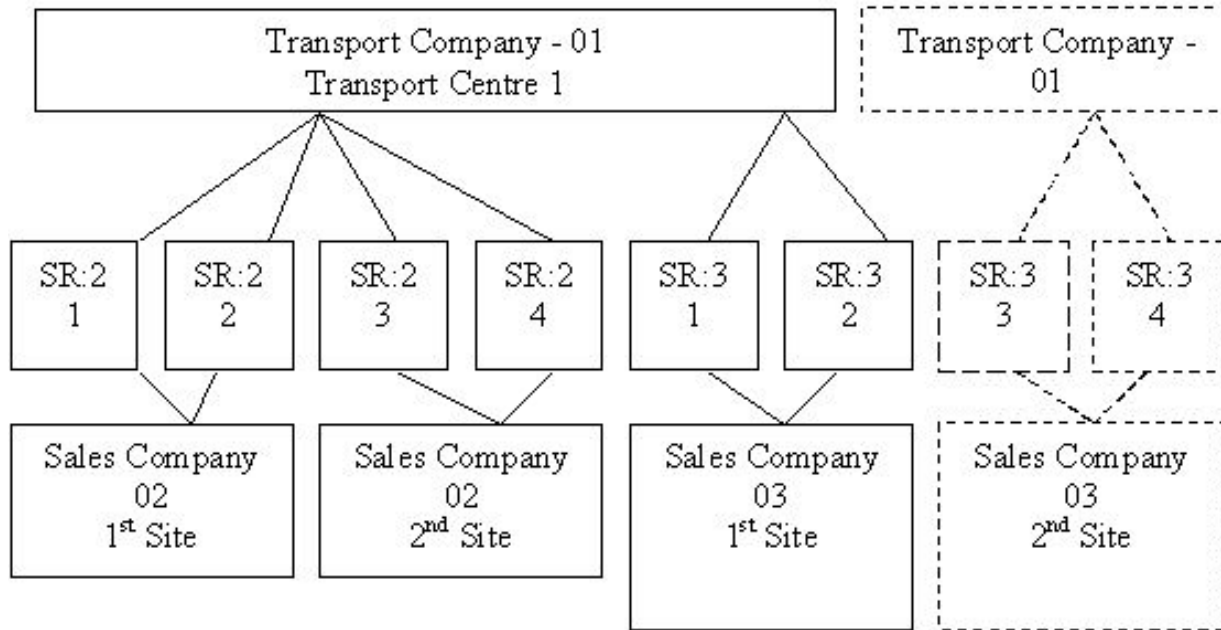 Transport Company - 01
Transport Centre 1
Transport Company -
01
SR:2
1
SR:2
2
SR:2
3
SR:2
4
SR:3
1
SR:3
2
SR:3
3
SR:3
4
Sales Company
02
1st Site
Sales Company
02
2nd Site
Sales Company
03
1st Site
Sales Company
03
2nd Site